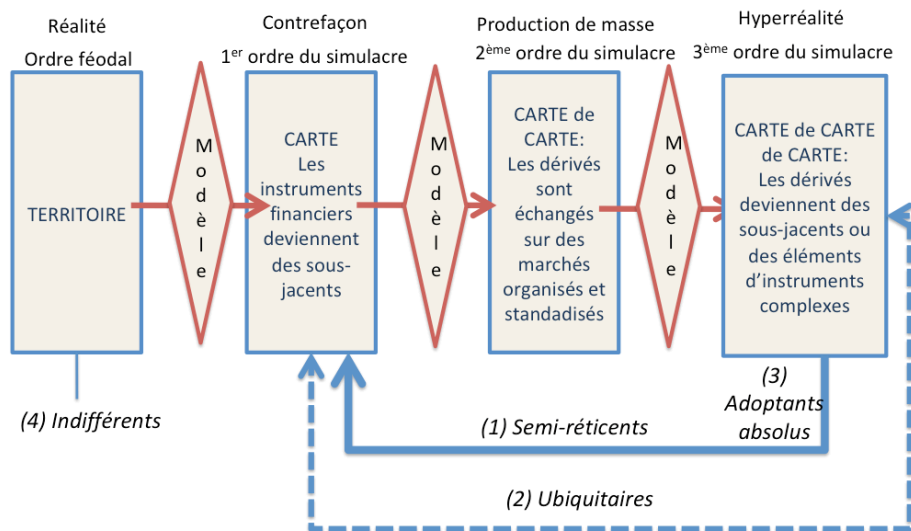 Réalité
Ordre féodal
Contrefaçon
1er ordre du simulacre
Production de masse
2ème ordre du simulacre
Hyperréalité
3ème ordre du simulacre
TERRITOIRE
Modèle
CARTE
Les
instruments
financiers
deviennent
des sous-
jacents
Modèle
CARTE de
CARTE:
Les dérivés
sont
échangés
sur des
marchés
organisés et
standadisés
Modèle
CARTE de CARTE
de CARTE:
Les dérivés
deviennent des
sous-jacents ou
des éléments
d’instruments
complexes
(4) Indifférents
(1) Semi-réticents
(3)
Adoptants
absolus
(2) Ubiquitaires